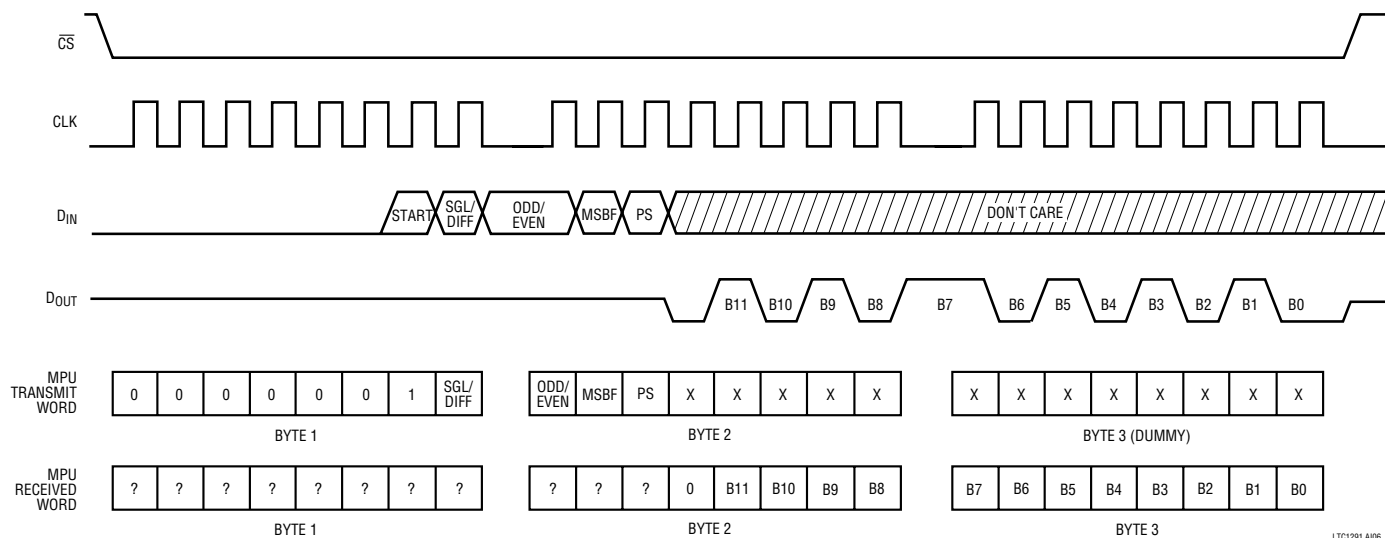 CS
CLK
DIN
START SGL/ DIFF ODD/ EVEN MSBF PS DON'T CARE
DOUT
B11 B10 B9 B8 B7 B6 B5 B4 B3 B2 B1 B0
MPU
TRANSMIT
WORD
0 0 0 0 0 0 1 SGL/ DIFF
ODD/ EVEN MSBF PS X X X X X
X X X X X X X X
BYTE 1 BYTE 2 BYTE 3 (DUMMY)
MPU
RECEIVED
WORD
? ? ? ? ? ? ? ?
? ? ? 0 B11 B10 B9 B8
B7 B6 B5 B4 B3 B2 B1 B0
BYTE 1 BYTE 2 BYTE 3
LTC1291 AI06